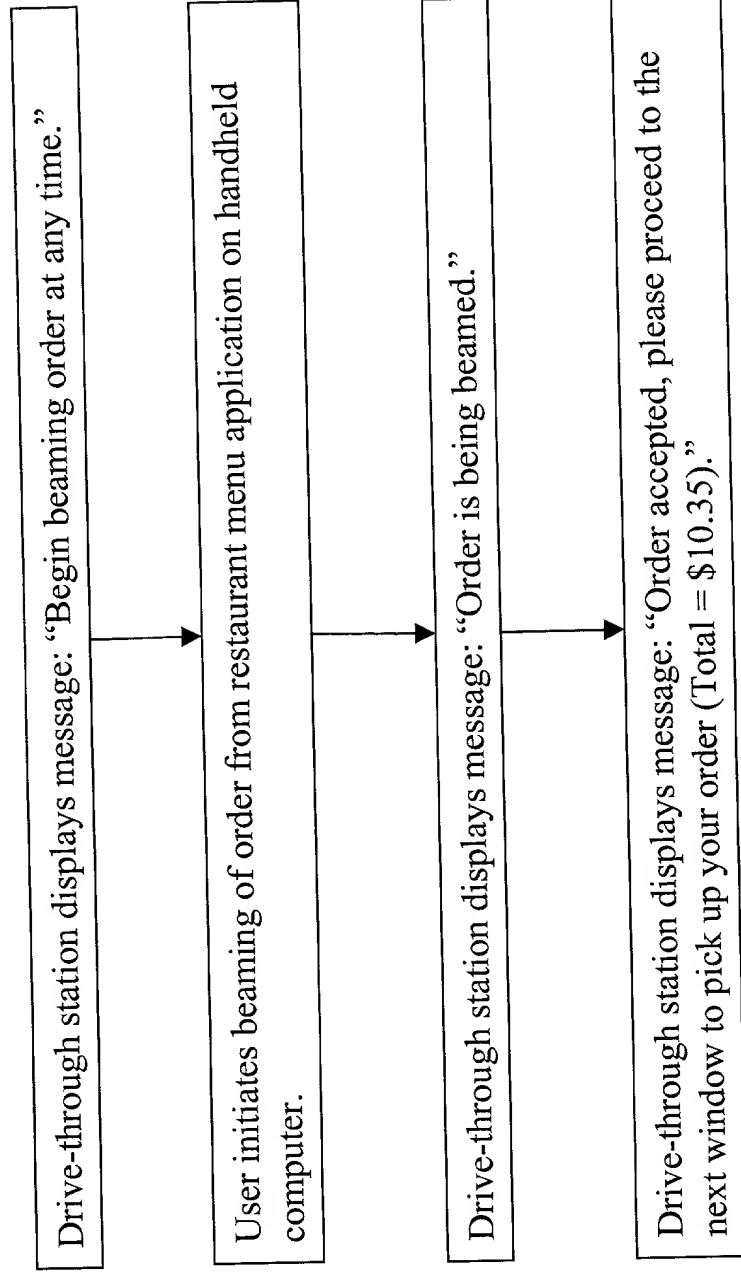 Drive-through station displays message: “Begin beaming order at any time.”
User initiates beaming of order from restaurant menu application on handheld
computer.
Drive-through station displays message: “Order is being beamed.”
Drive-through station displays message: “Order accepted, please proceed to the
next window to pick up your order (Total = $10.35).”